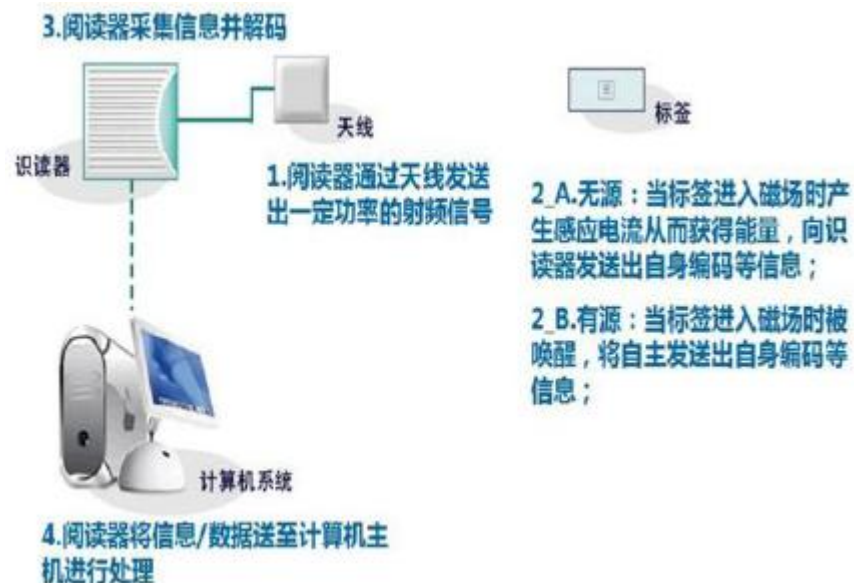 3.阅读器采集信息并解码
天线
标签
识读器
1.阅读器通过天线发送
出一定功率的射频信号
2_A.无源：当标签进入磁场时产
生感应电流从而获得能量，向识
读器发送出自身编码等信息；
2_B.有源：当标签进入磁场时被
唤醒，将自主发送出自身编码等
信息；
计算机系统
4.阅读器将信息/数据送至计算机主
机进行处理